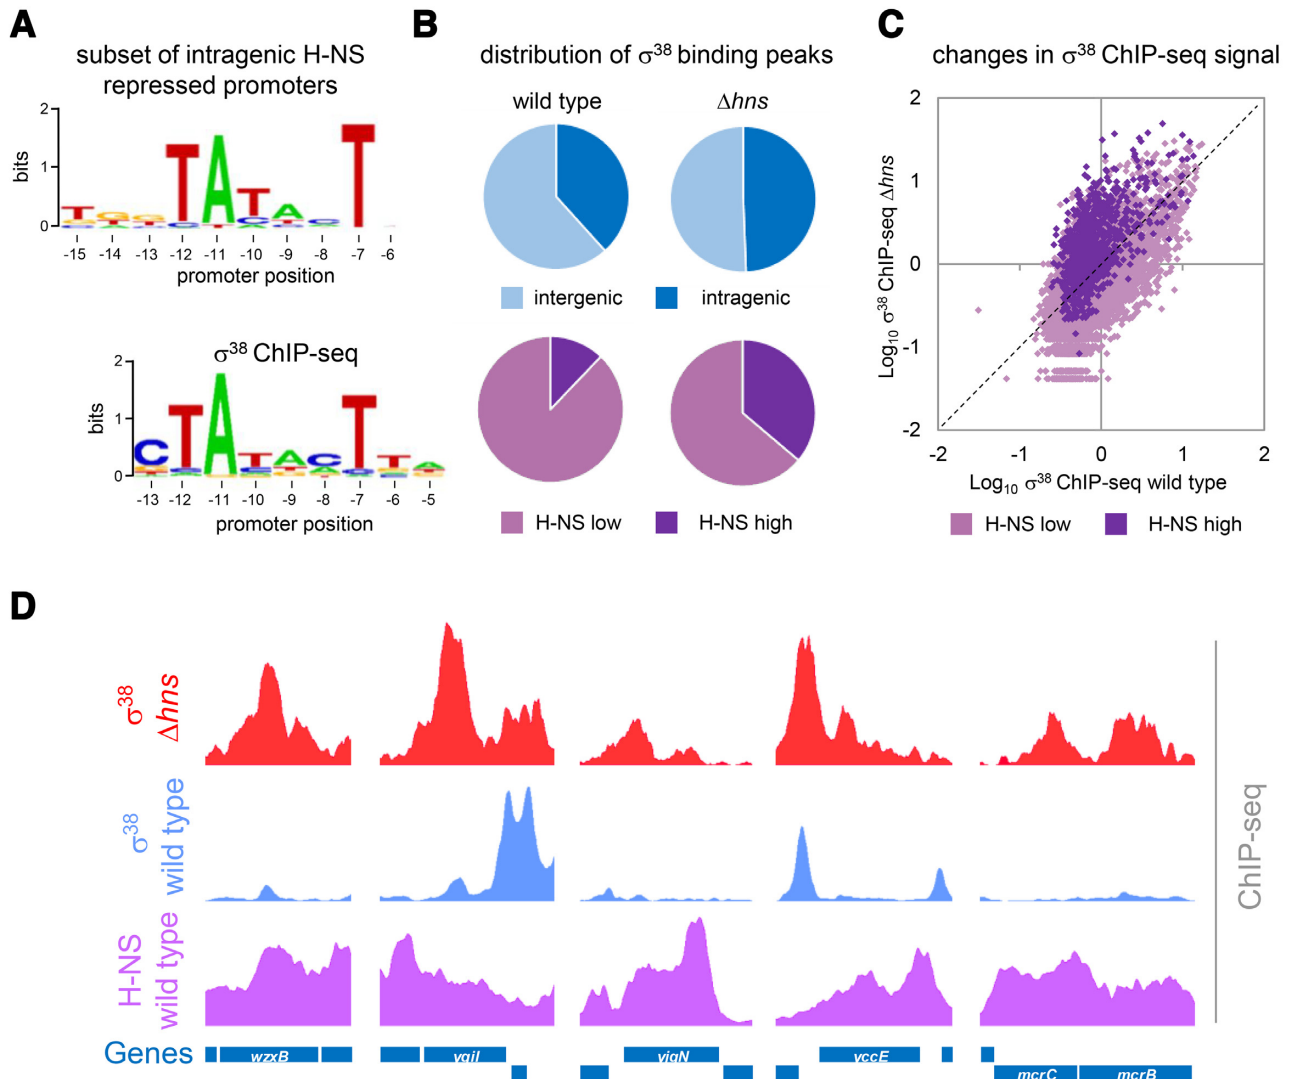 A
subset of intragenic H-NS
repressed promoters
2
1
0
bits
-15 -14 -13 -12 -11 -10 -9 -8 -7 -6
promoter position
T G G T A T A C T
σ38 ChIP-seq
2
1
0
bits
C T A T A C T T A
-13 -12 -11 -10 -9 -8 -7 -6 -5
promoter position
B
distribution of σ38 binding peaks
wild type
Δhns
intergenic
intragenic
H-NS low
H-NS high
C
changes in σ38 ChIP-seq signal
2
1
0
-1
-2
Log10 σ38 ChIP-seq Δhns
-2 -1 0 1 2
Log10 σ38 ChIP-seq wild type
H-NS low
H-NS high
D
σ38
Δhns
σ38
wild type
H-NS
wild type
ChIP-seq
Genes
wzxB
yccE
mcrC
mcrB